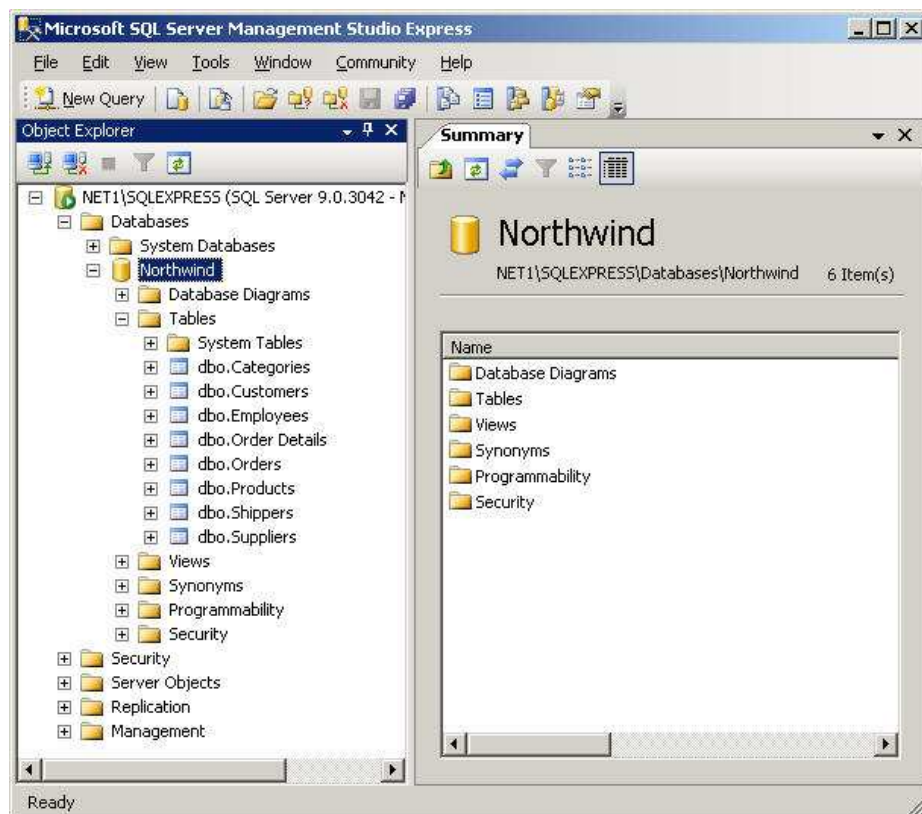 Microsoft SQL Server Management Studio Express
File Edit View Tools Window Community Help
New Query
Object Explorer
NET1\SQLEXPRESS (SQL Server 9.0.3042 -
Databases
System Databases
Northwind
Database Diagrams
Tables
System Tables
dbo.Categories
dbo.Customers
dbo.Employees
dbo.Order Details
dbo.Orders
dbo.Products
dbo.Shippers
dbo.Suppliers
Views
Synonyms
Programmability
Security
Security
Server Objects
Replication
Management
Summary
Northwind
NET1\SQLEXPRESS\Databases\Northwind 6 Item(s)
Name
Database Diagrams
Tables
Views
Synonyms
Programmability
Security
Ready